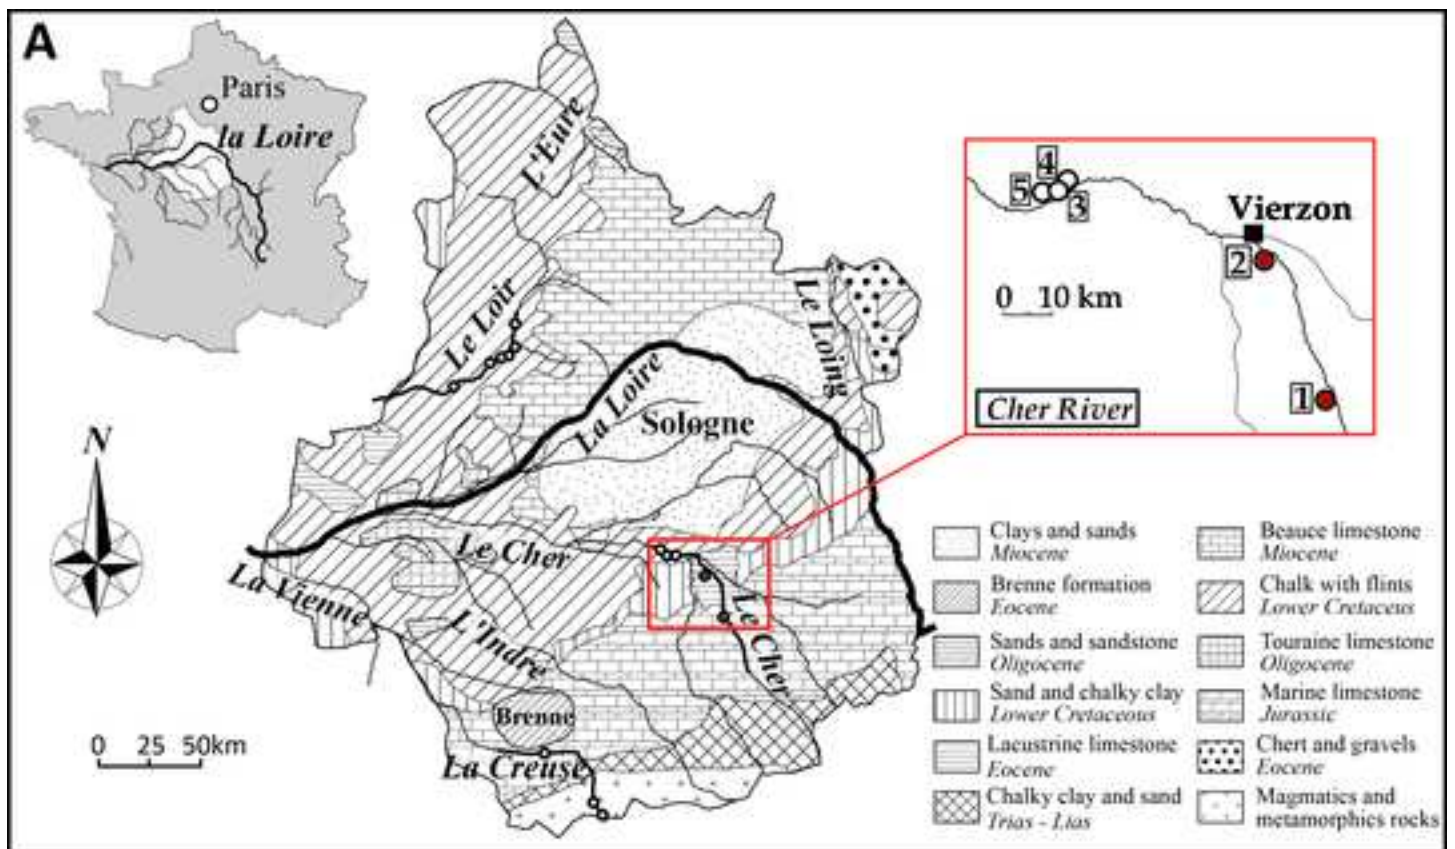 A
Paris
la Loire
L'Eure
Le Loir
Le Loing
La Loire
Sologne
Le Cher
La Vienne
L'Indre
Le Cher
Brenne
La Creuse
N
0 25 50km
4
5
3
Vierzon
2
0 10 km
1
Cher River
Clays and sands
Miocene
Brenne formation
Eocene
Sands and sandstone
Oligocene
Sand and chalky clay
Lower Cretaceous
Lacustrine limestone
Eocene
Chalky clay and sand
Trias - Lias
Beauce limestone
Miocene
Chalk with flints
Lower Cretaceus
Touraine limestone
Oligocene
Marine limestone
Jurassic
Chert and gravels
Eocene
Magmatics and
metamorphics rocks